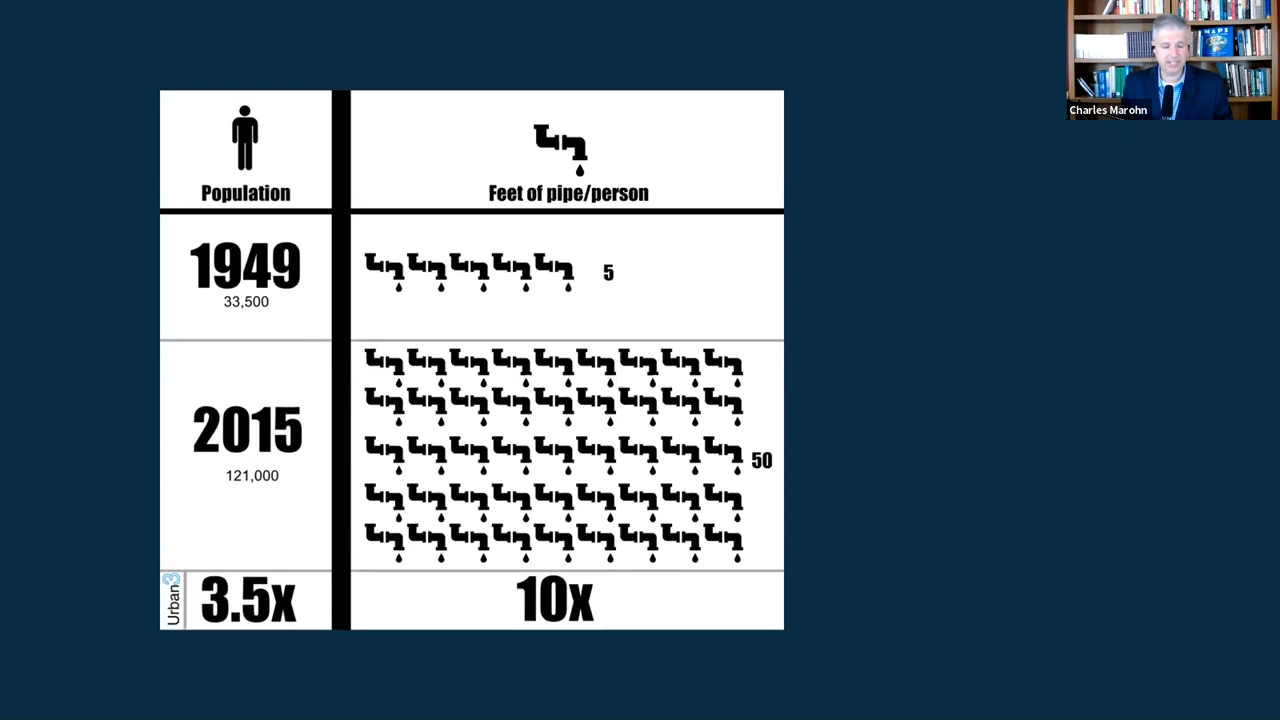 Charles Marohn
Population
Feet of pipe/person
1949
33,500
5
2015
121,000
50
Urban3
3.5x
10x